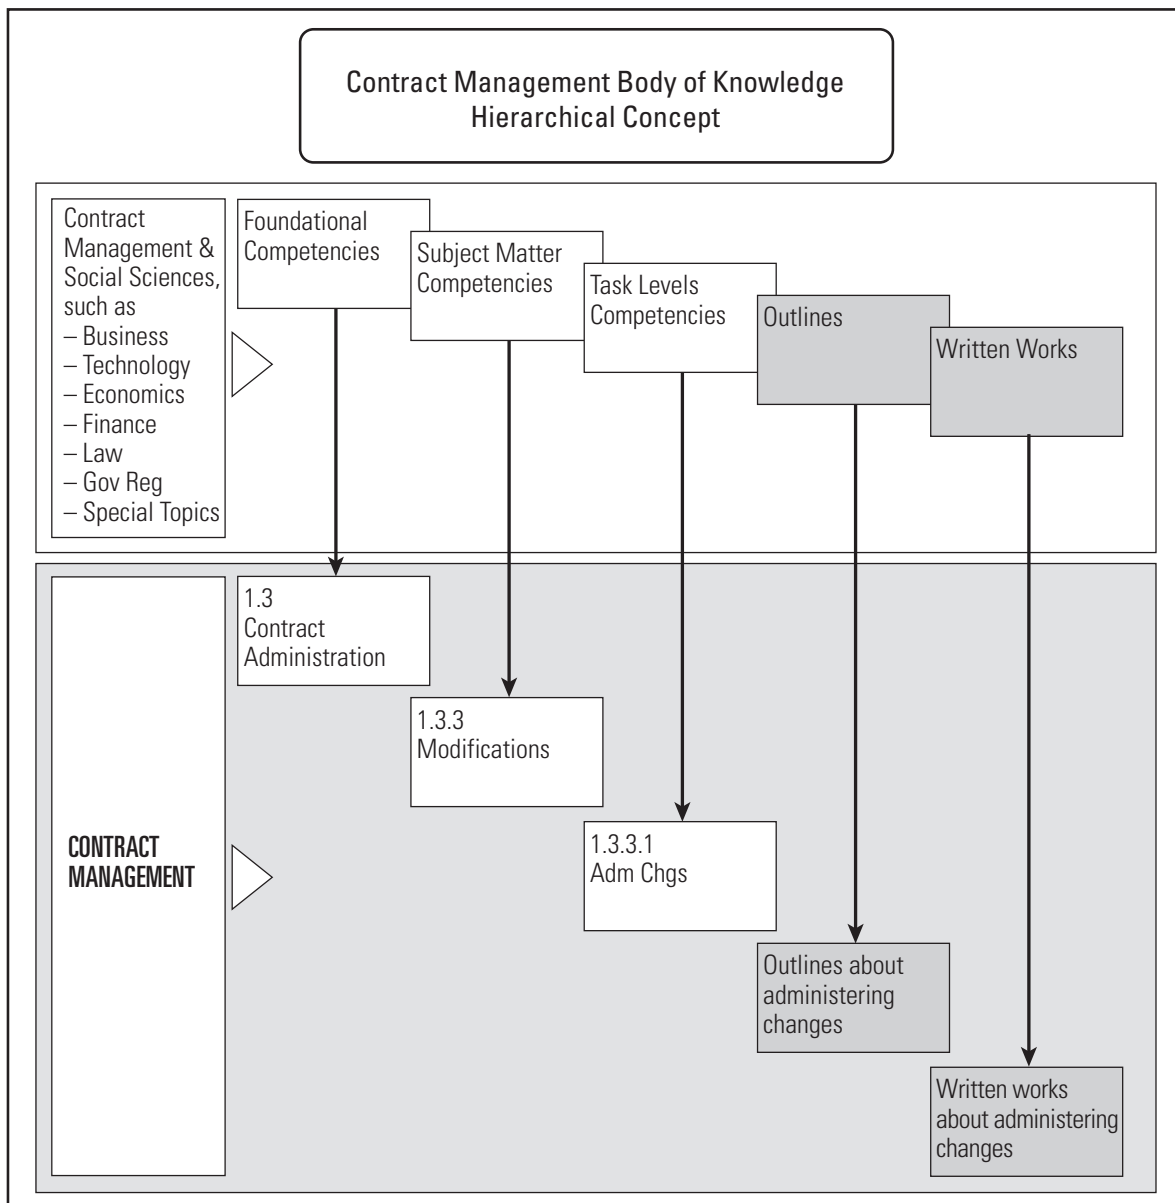 Contract Management Body of Knowledge
Hierarchical Concept
Contract
Management &
Social Sciences,
such as
– Business
– Technology
– Economics
– Finance
– Law
– Gov Reg
– Special Topics
Foundational
Competencies
Subject Matter
Competencies
Task Levels
Competencies
Outlines
Written Works
CONTRACT
MANAGEMENT
1.3
Contract
Administration
1.3.3
Modifications
1.3.3.1
Adm Chgs
Outlines about
administering
changes
Written works
about administering
changes